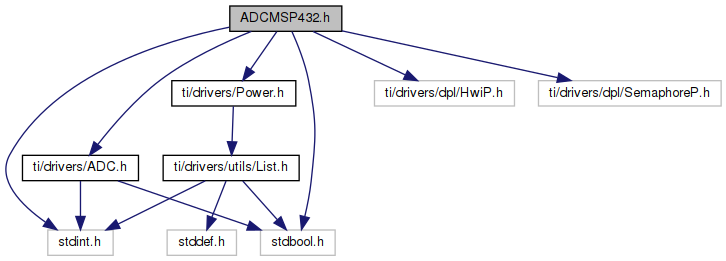 ADCMSP432.h
ti/drivers/Power.h
ti/drivers/dpl/HwiP.h
ti/drivers/dpl/SemaphoreP.h
ti/drivers/ADC.h
ti/drivers/utils/List.h
stdint.h
stddef.h
stdbool.h